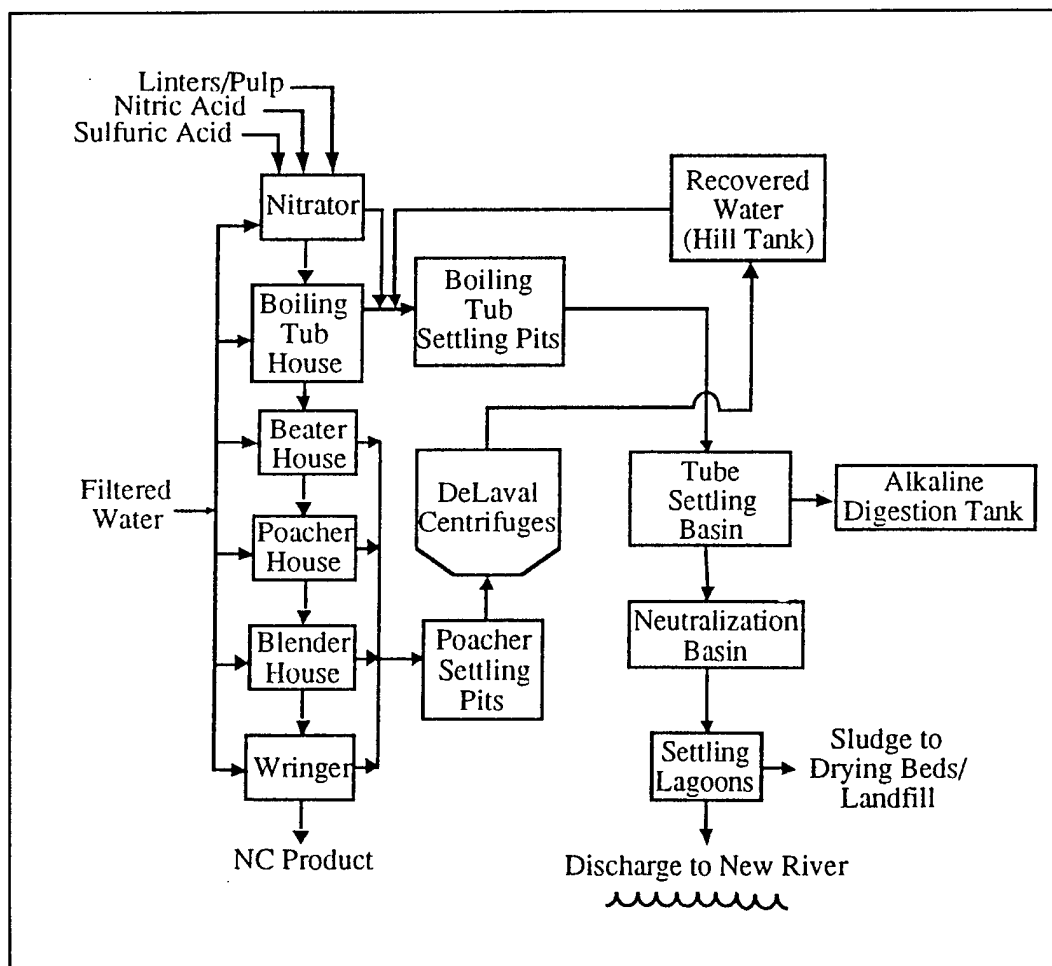 Linters/Pulp
Nitric Acid
Sulfuric Acid
Nitrator
Recovered
Water
(Hill Tank)
Boiling
Tub
House
Boiling
Tub
Settling Pits
Beater
House
Filtered
Water
DeLaval
Centrifuges
Tube
Settling
Basin
Alkaline
Digestion Tank
Poacher
House
Neutralization
Basin
Blender
House
Poacher
Settling
Pits
Wringer
Settling
Lagoons
Sludge to
Drying Beds/
Landfill
NC Product
Discharge to New River